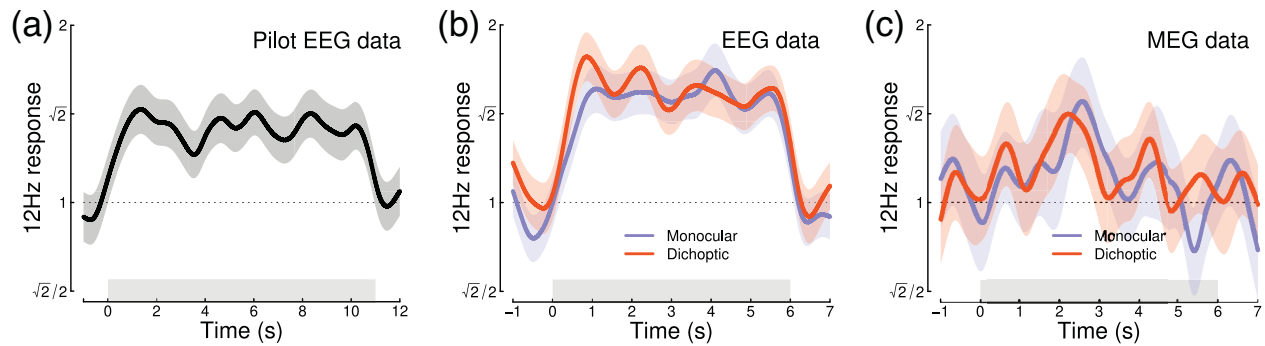 (a)
Pilot EEG data
12Hz response
2
√2
1
√2/2
0 2 4 6 8 10 12
Time (s)
(b)
EEG data
12Hz response
2
√2
1
√2/2
Monocular
Dichoptic
−1 0 1 2 3 4 5 6 7
Time (s)
(c)
MEG data
12Hz response
2
√2
1
√2/2
Monocular
Dichoptic
−1 0 1 2 3 4 5 6 7
Time (s)